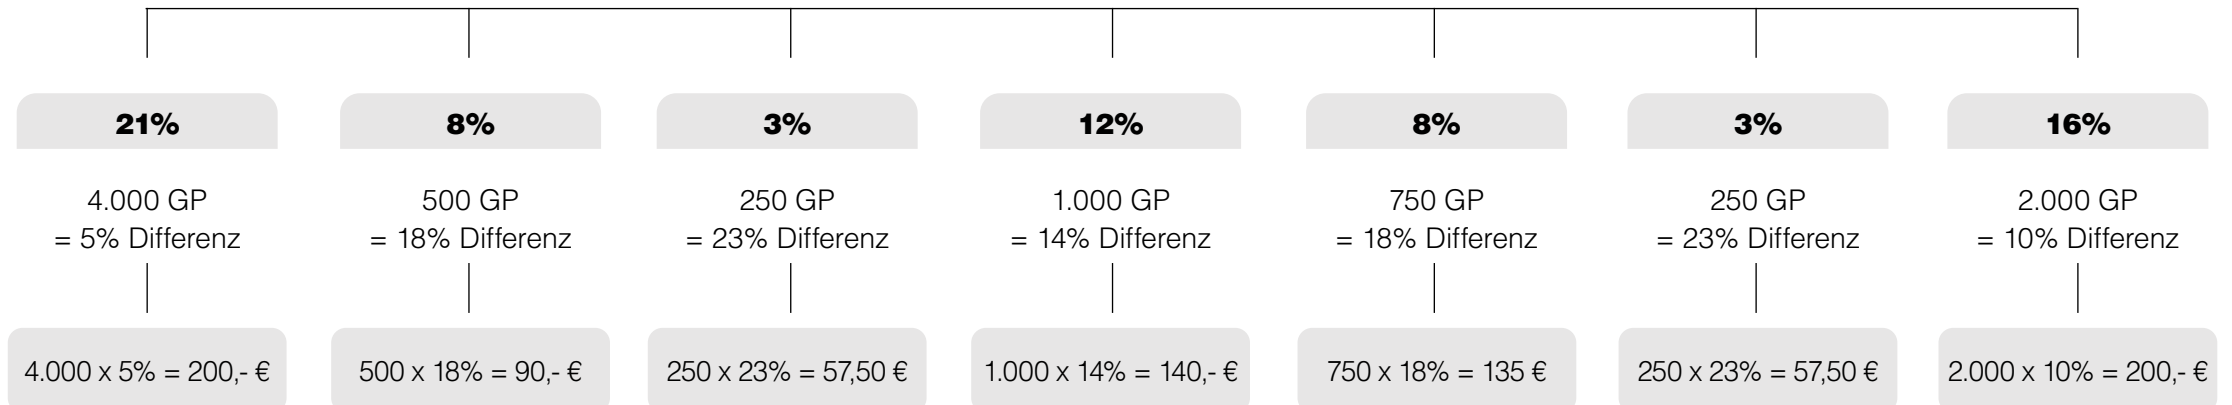 21%
4.000 GP
= 5% Differenz
4.000 x 5% = 200,- €
8%
500 GP
= 18% Differenz
500 x 18% = 90,- €
3%
250 GP
= 23% Differenz
250 x 23% = 57,50 €
12%
1.000 GP
= 14% Differenz
1.000 x 14% = 140,- €
8%
750 GP
= 18% Differenz
750 x 18% = 135 €
3%
250 GP
= 23% Differenz
250 x 23% = 57,50 €
16%
2.000 GP
= 10% Differenz
2.000 x 10% = 200,- €